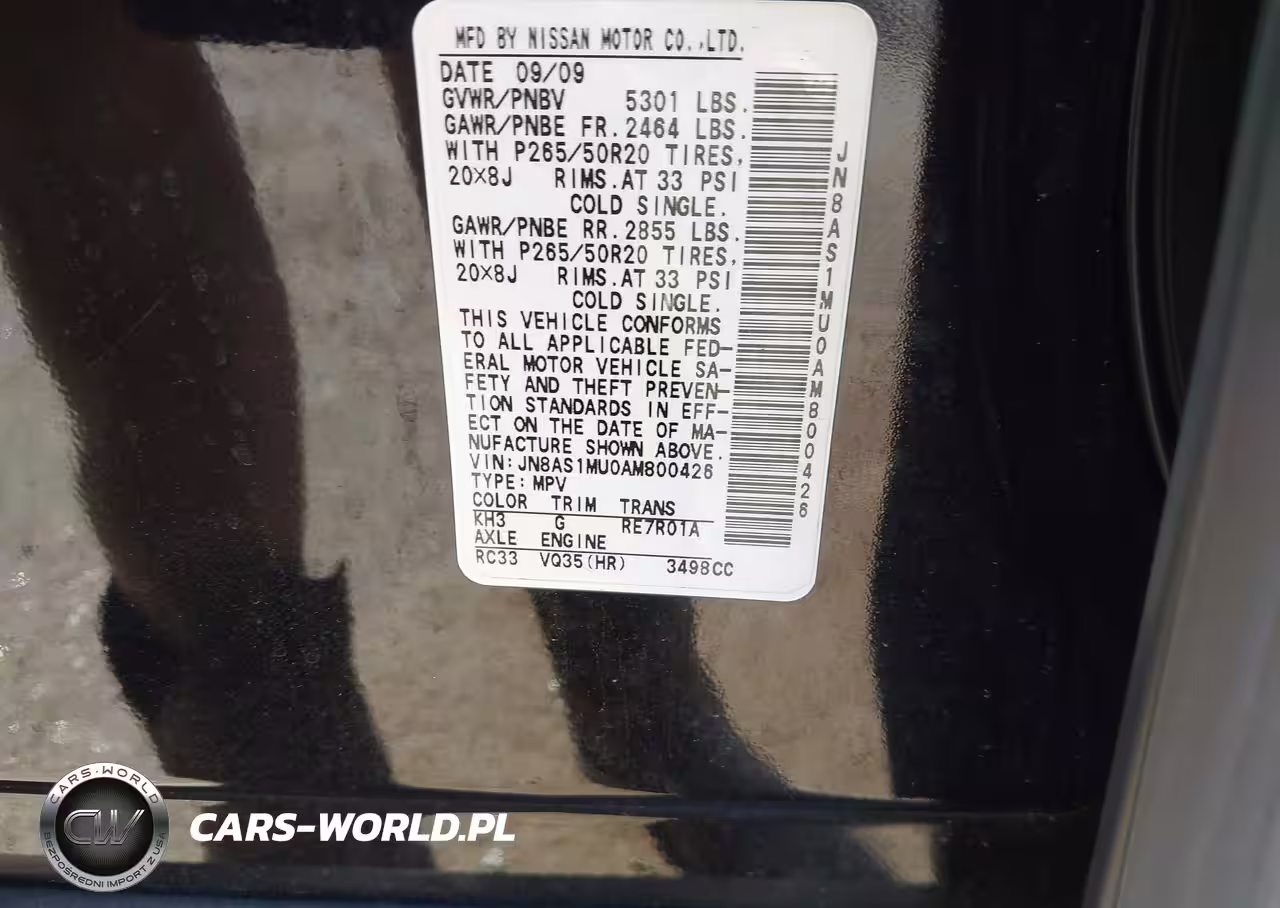 MFD BY NISSAN MOTOR CO.,LTD.
DATE 09/09
GVWR/PNBV 5301 LBS.
GAWR/PNBE FR. 2464 LBS.
WITH P265/50R20 TIRES,
20×8J RIMS.AT 33 PSI
COLD SINGLE.
GAWR/PNBE RR. 2855 LBS.
WITH P265/50R20 TIRES,
20×8J RIMS.AT 33 PSI
COLD SINGLE.
THIS VEHICLE CONFORMS
TO ALL APPLICABLE FED-
ERAL MOTOR VEHICLE SA-
FETY AND THEFT PREVEN-
TION STANDARDS IN EFF-
ECT ON THE DATE OF MA-
NUFACTURE SHOWN ABOVE.
VIN: JN8AS1MU0AM800426
TYPE: MPV
COLOR TRIM TRANS
KH3 G RE7R01A
AXLE ENGINE
RC33 VQ35(HR) 3498CC
JN8AS1MU0AM800426
CARS-WORLD
CW
BEZPOŚREDNI IMPORT Z USA
CARS-WORLD.PL